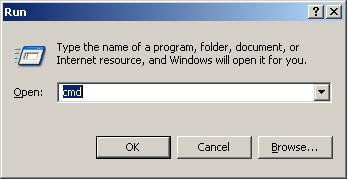 Run
Type the name of a program, folder, document, or
Internet resource, and Windows will open it for you.
Open: cmd
OK Cancel Browse...